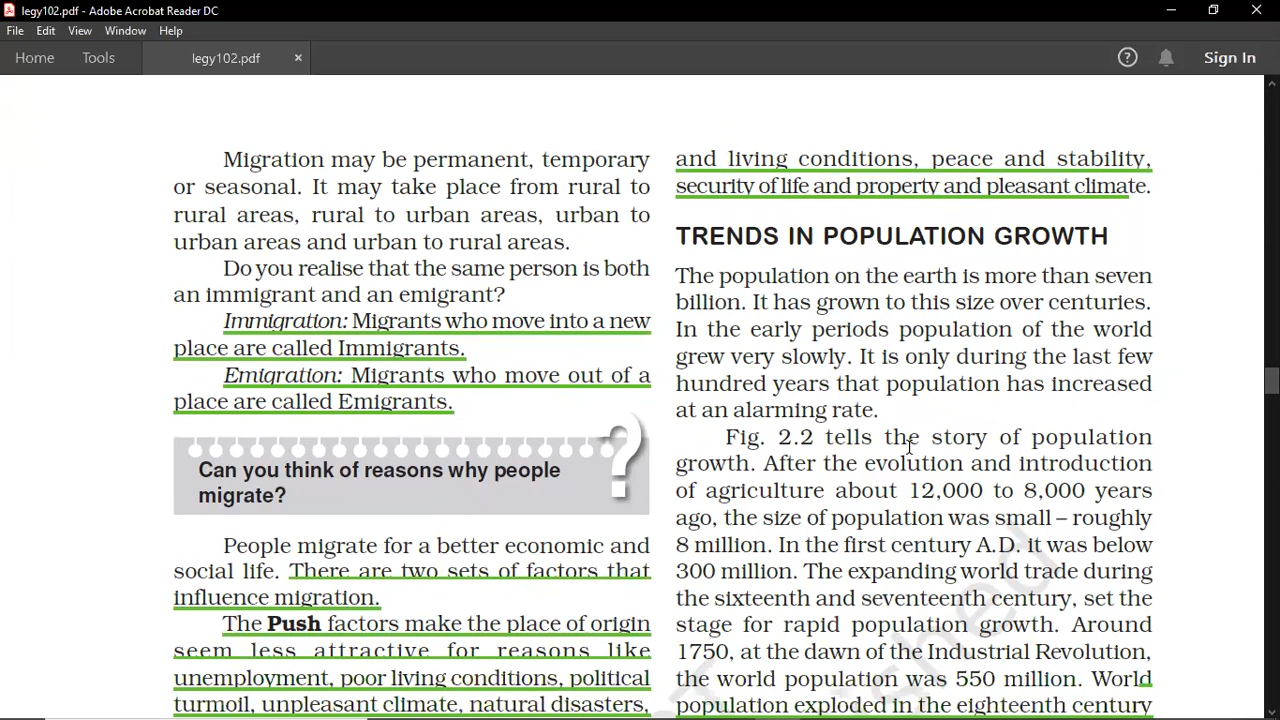 legy102.pdf - Adobe Acrobat Reader DC
File Edit View Window Help
Home Tools legy102.pdf × ? Sign In
Migration may be permanent, temporary
or seasonal. It may take place from rural to
rural areas, rural to urban areas, urban to
urban areas and urban to rural areas.
Do you realise that the same person is both
an immigrant and an emigrant?
Immigration: Migrants who move into a new
place are called Immigrants.
Emigration: Migrants who move out of a
place are called Emigrants.
Can you think of reasons why people
migrate?
?
People migrate for a better economic and
social life. There are two sets of factors that
influence migration.
The Push factors make the place of origin
seem less attractive for reasons like
unemployment, poor living conditions, political
turmoil, unpleasant climate, natural disasters,
and living conditions, peace and stability,
security of life and property and pleasant climate.
TRENDS IN POPULATION GROWTH
The population on the earth is more than seven
billion. It has grown to this size over centuries.
In the early periods population of the world
grew very slowly. It is only during the last few
hundred years that population has increased
at an alarming rate.
Fig. 2.2 tells the story of population
growth. After the evolution and introduction
of agriculture about 12,000 to 8,000 years
ago, the size of population was small – roughly
8 million. In the first century A.D. it was below
300 million. The expanding world trade during
the sixteenth and seventeenth century, set the
stage for rapid population growth. Around
1750, at the dawn of the Industrial Revolution,
the world population was 550 million. World
population exploded in the eighteenth century